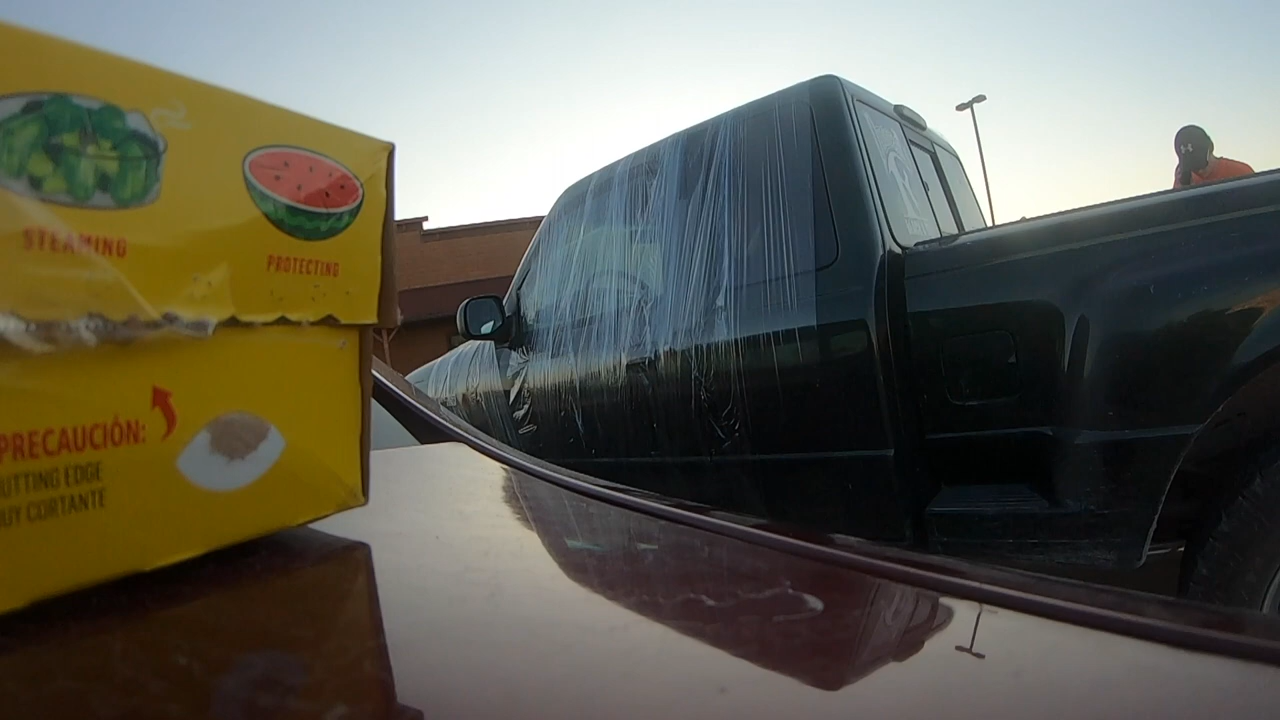 STEAMING
PROTECTING
PRECAUCIÓN:
UTTING EDGE
UY CORTANTE